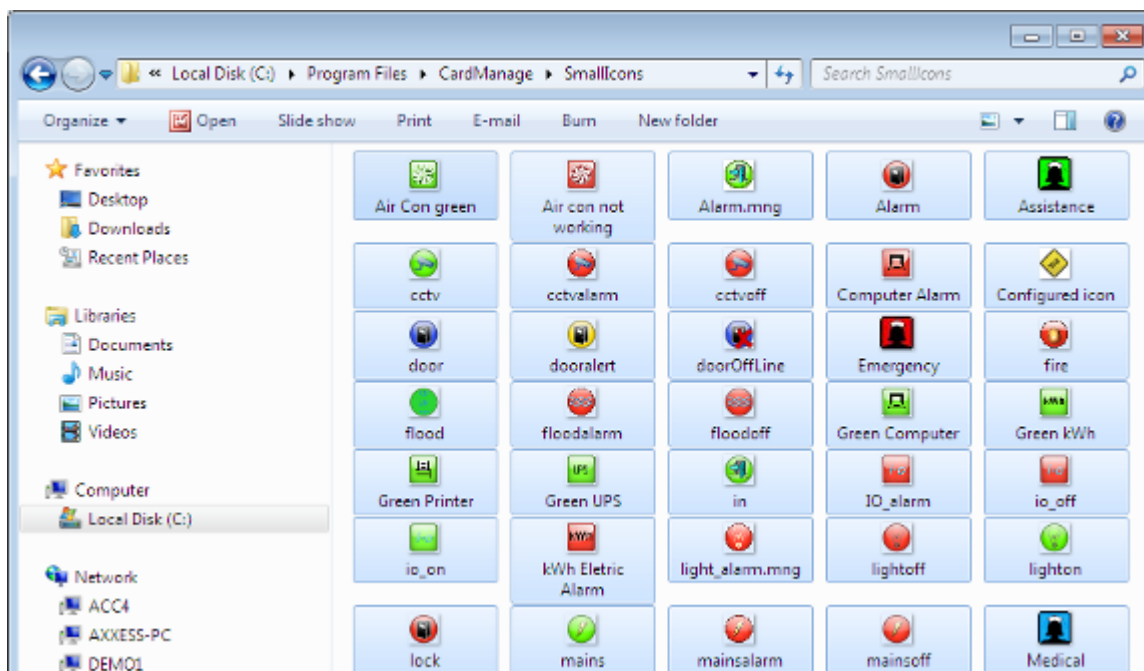 « Local Disk (C:) ▸ Program Files ▸ CardManage ▸ SmallIcons
Search SmallIcons
Organize Open Slide show Print E-mail Burn New folder
Favorites
Desktop
Downloads
Recent Places
Libraries
Documents
Music
Pictures
Videos
Computer
Local Disk (C:)
Network
ACC4
AXXESS-PC
DEMO1
Air Con green
Air con not
working
Alarm.mng
Alarm
Assistance
cctv
cctvalarm
cctvoff
Computer Alarm
Configured icon
door
dooralert
doorOffLine
Emergency
fire
flood
floodalarm
floodoff
Green Computer
kWh
Green kWh
Green Printer
UPS
Green UPS
in
IO_alarm
io_off
io_on
kWh
kWh Eletric
Alarm
light_alarm.mng
lightoff
lighton
lock
mains
mainsalarm
mainsoff
Medical